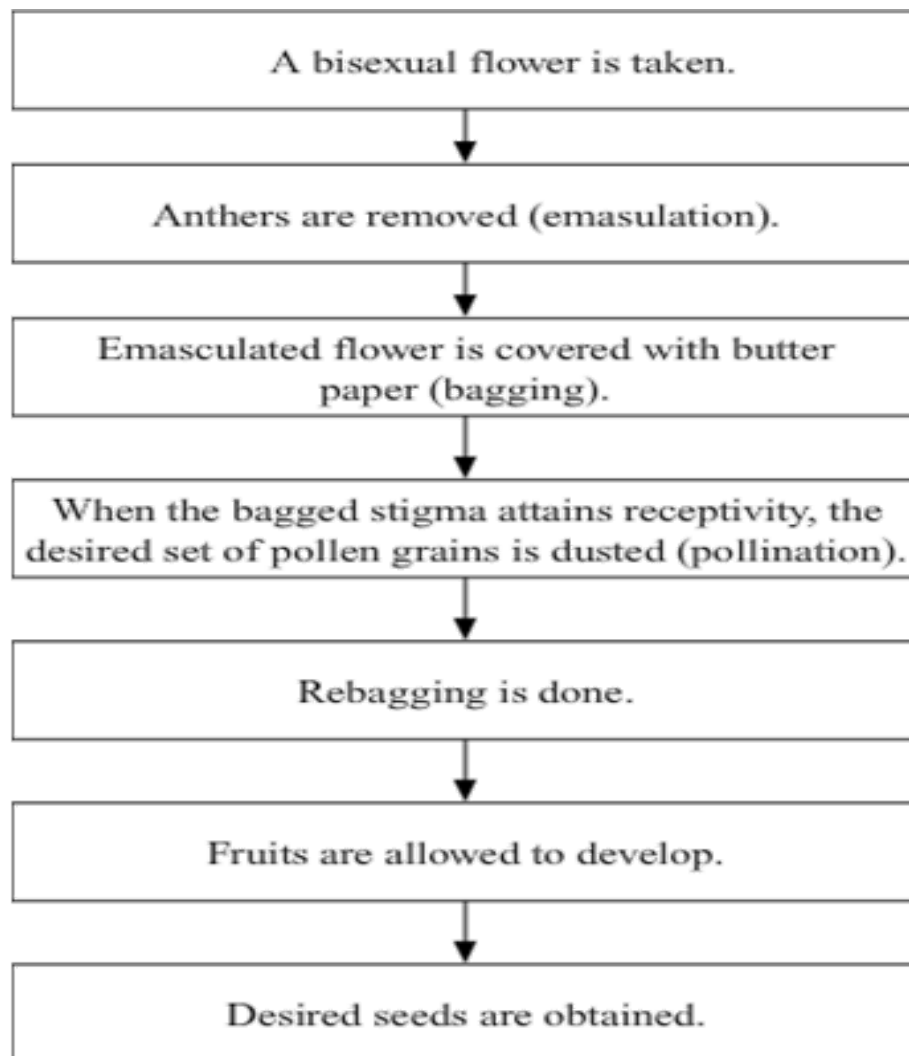 A bisexual flower is taken.
Anthers are removed (emasulation).
Emasculated flower is covered with butter
paper (bagging).
When the bagged stigma attains receptivity, the
desired set of pollen grains is dusted (pollination).
Rebagging is done.
Fruits are allowed to develop.
Desired seeds are obtained.